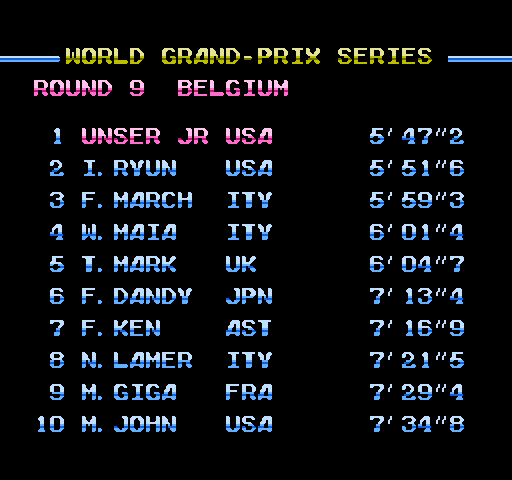 WORLD GRAND-PRIX SERIES
ROUND 9 BELGIUM
1 UNSER JR USA 5'47"2
2 I. RYUN USA 5'51"6
3 F. MARCH ITY 5'59"3
4 W. MAIA ITY 6'01"4
5 T. MARK UK 6'04"7
6 F. DANDY JPN 7'13"4
7 F. KEN AST 7'16"9
8 N. LAMER ITY 7'21"5
9 M. GIGA FRA 7'29"4
10 M. JOHN USA 7'34"8